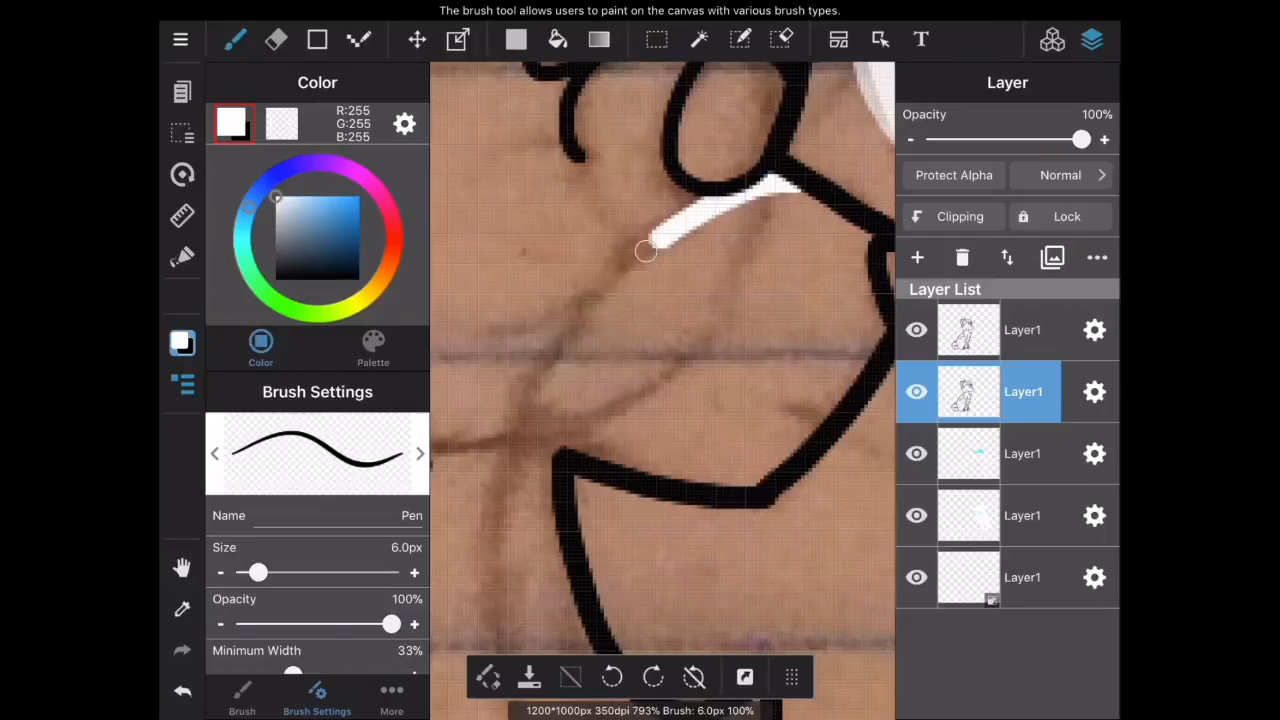 The brush tool allows users to paint on the canvas with various brush types.
T
Color
Layer
R:255
G:255
B:255
Opacity
100%
- +
Protect Alpha
Normal
Clipping
Lock
Layer List
Layer1
Layer1
Layer1
Layer1
Layer1
Color
Palette
Brush Settings
Name
Pen
Size
6.0px
- +
Opacity
100%
- +
Minimum Width
33%
Brush
Brush Settings
More
1200*1000px 350dpi 793% Brush: 6.0px 100%